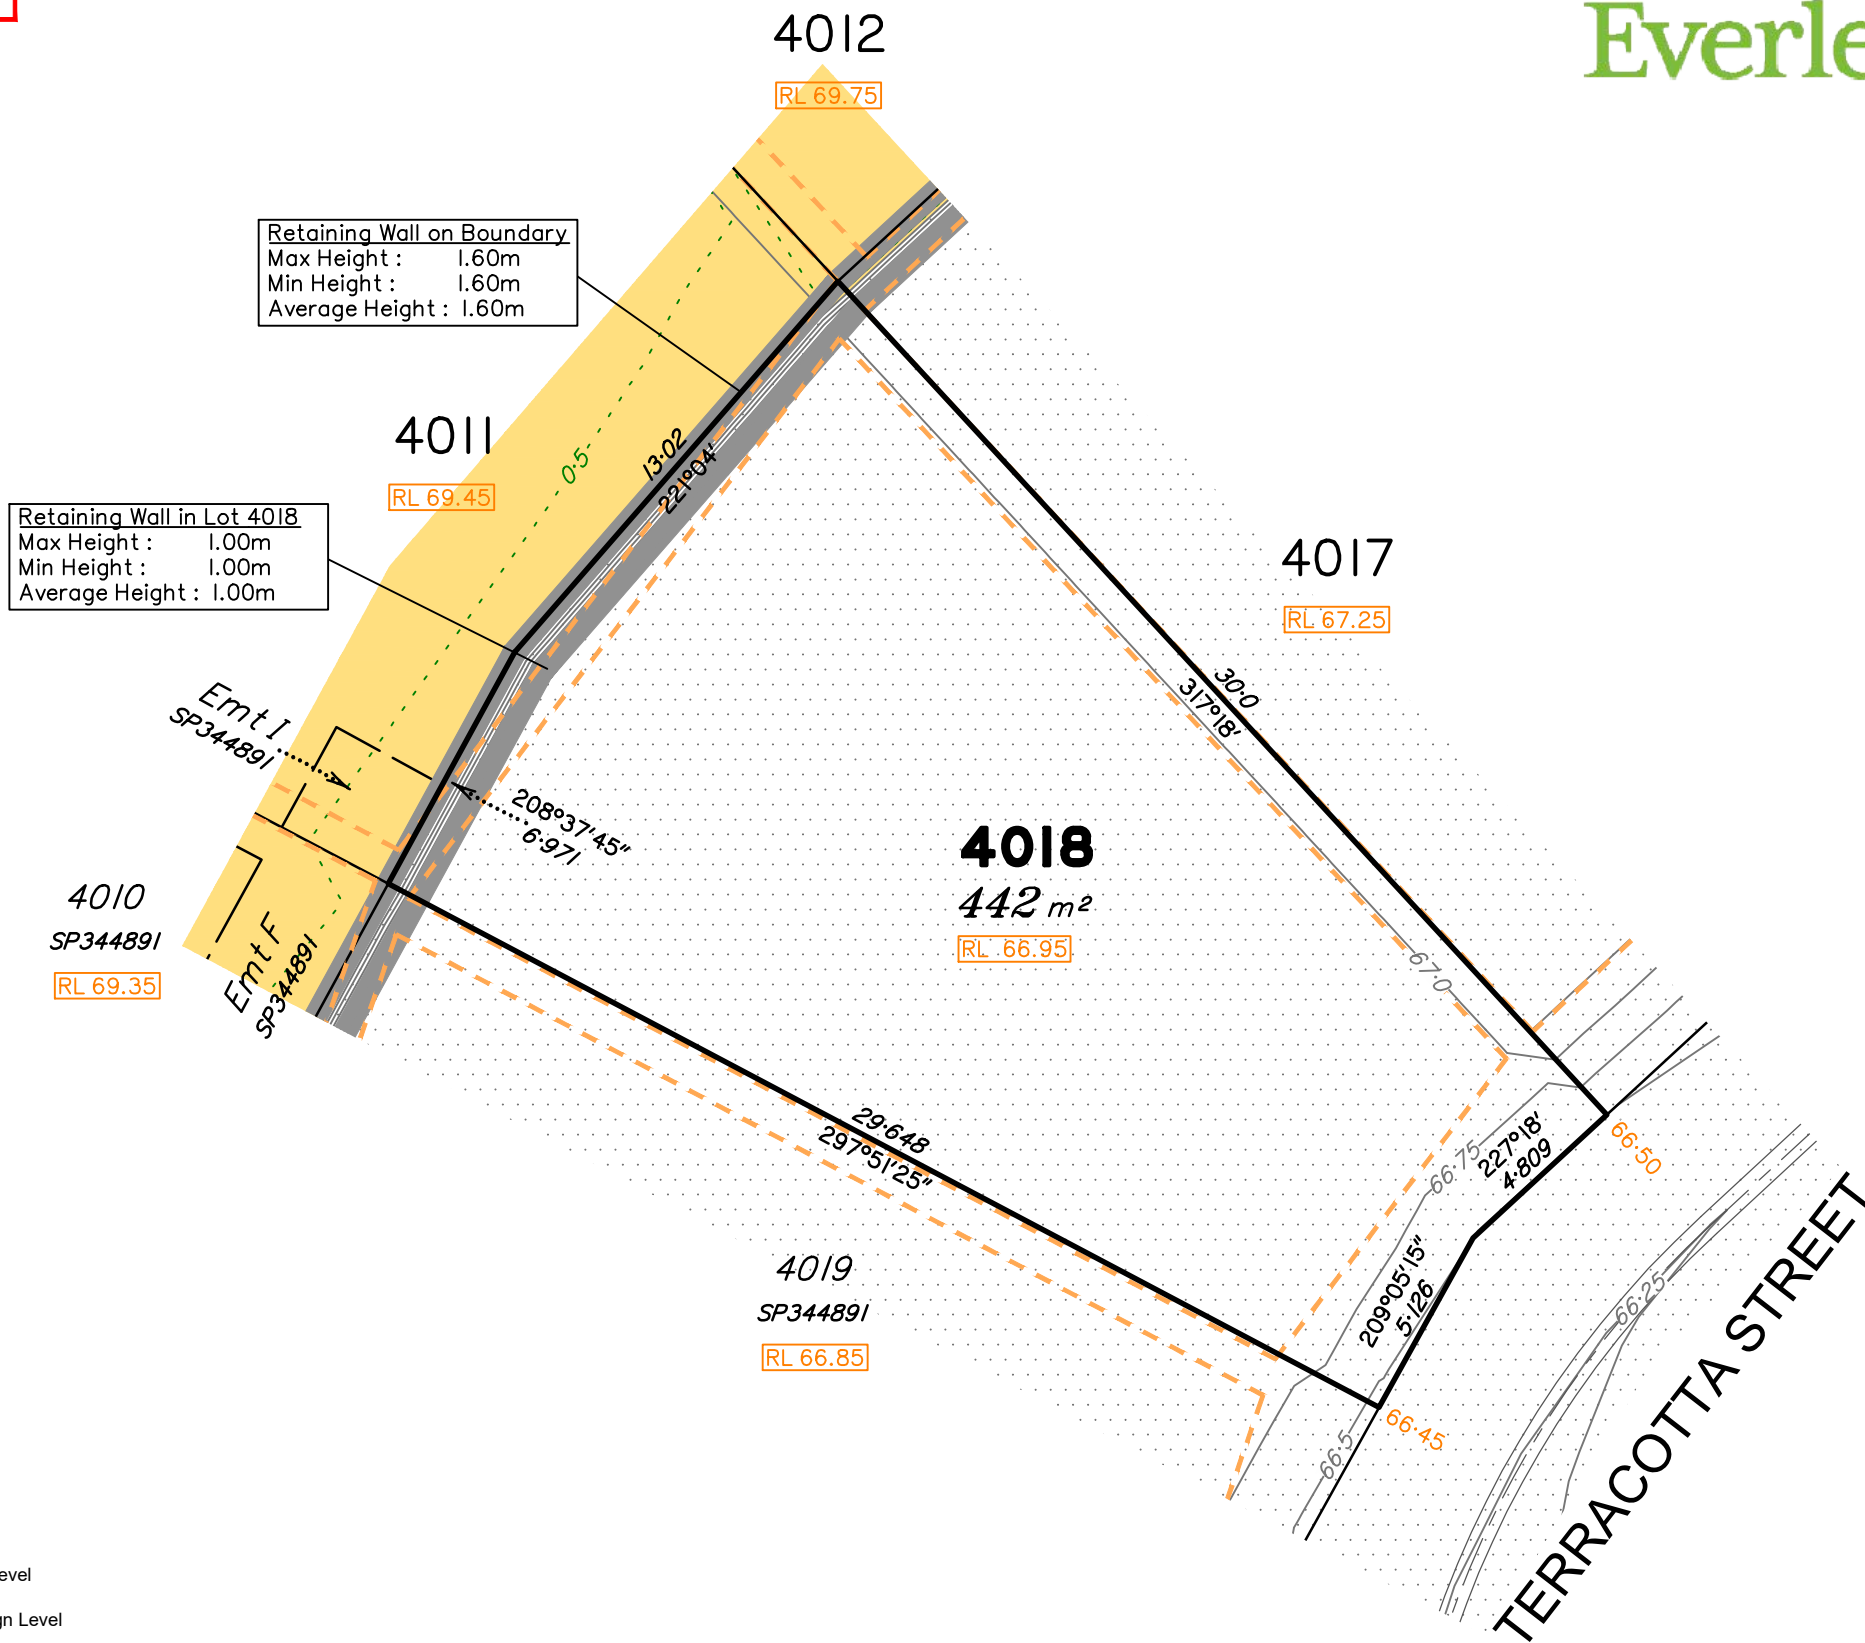 4012
RL 69.75
Retaining Wall on Boundary
Max Height : 1.60m
Min Height : 1.60m
Average Height : 1.60m
4011
RL 69.45
0·5
13·02
221°04'
Retaining Wall in Lot 4018
Max Height : 1.00m
Min Height : 1.00m
Average Height : 1.00m
4017
RL 67.25
30·0
317°18'
Emt I
SP344891
208°37'45"
6·971
4018
442 m²
RL 66.95
4010
SP344891
RL 69.35
Emt F
SP344891
67·0
29·648
297°51'25"
66·75
227°18'
4·809
66·50
209°05'15"
5·126
4019
SP344891
RL 66.85
66·25
66·45
66·5
TERRACOTTA STREET
Level